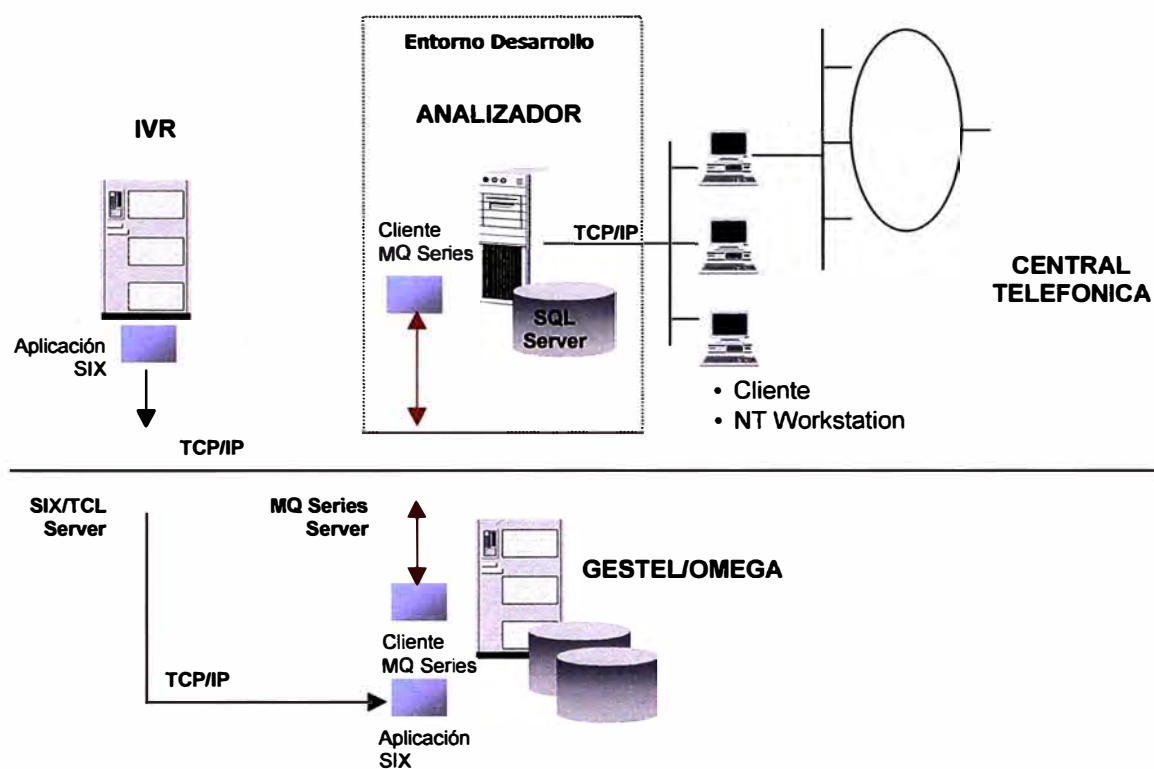 Entorno Desarrollo
ANALIZADOR
IVR
Cliente
MQ Series
TCP/IP
SQL
Server
CENTRAL
TELEFONICA
Aplicación
SIX
• Cliente
• NT Workstation
TCP/IP
SIX/TCL
Server
MQ Series
Server
GESTEL/OMEGA
Cliente
MQ Series
TCP/IP
Aplicación
SIX